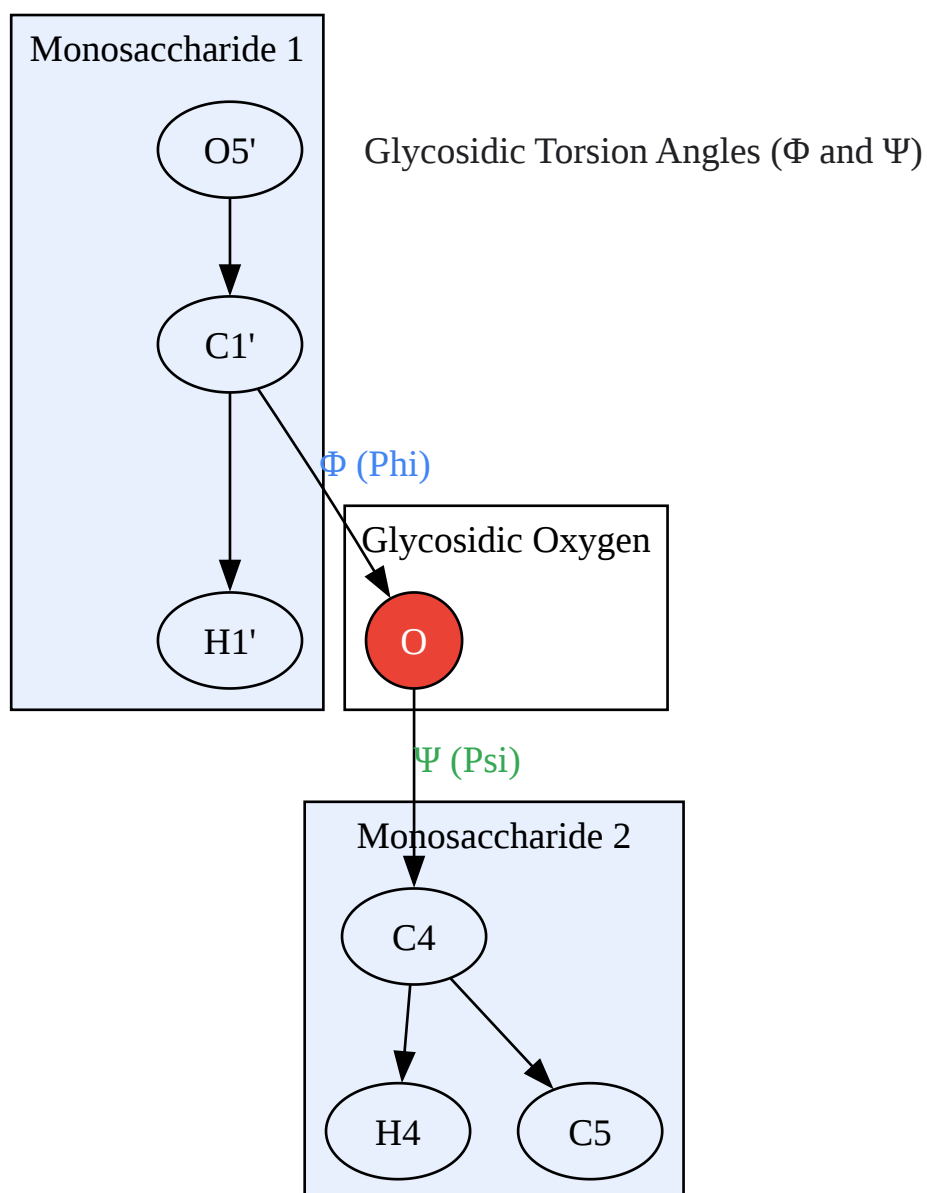 Monosaccharide 1
O5'
Glycosidic Torsion Angles (Φ and Ψ)
C1'
Φ (Phi)
Glycosidic Oxygen
H1'
O
Ψ (Psi)
Monosaccharide 2
C4
H4
C5